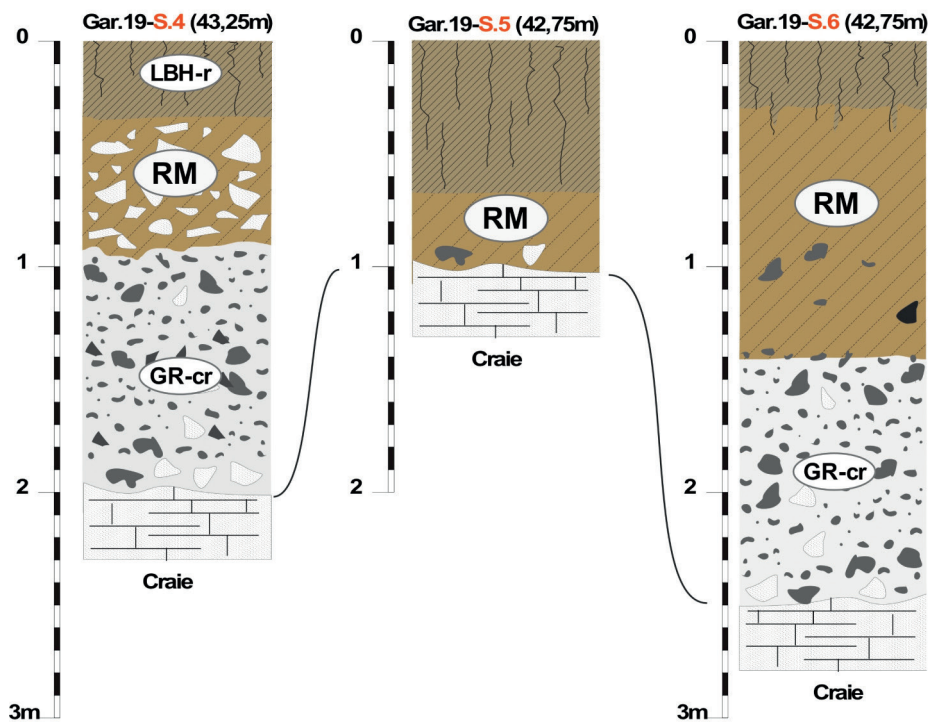 Gar.19-S.4 (43,25m)
0
LBH-r
RM
1
GR-cr
2
Craie
3m
Gar.19-S.5 (42,75m)
0
RM
1
Craie
2
Gar.19-S.6 (42,75m)
0
RM
1
GR-cr
2
Craie
3m